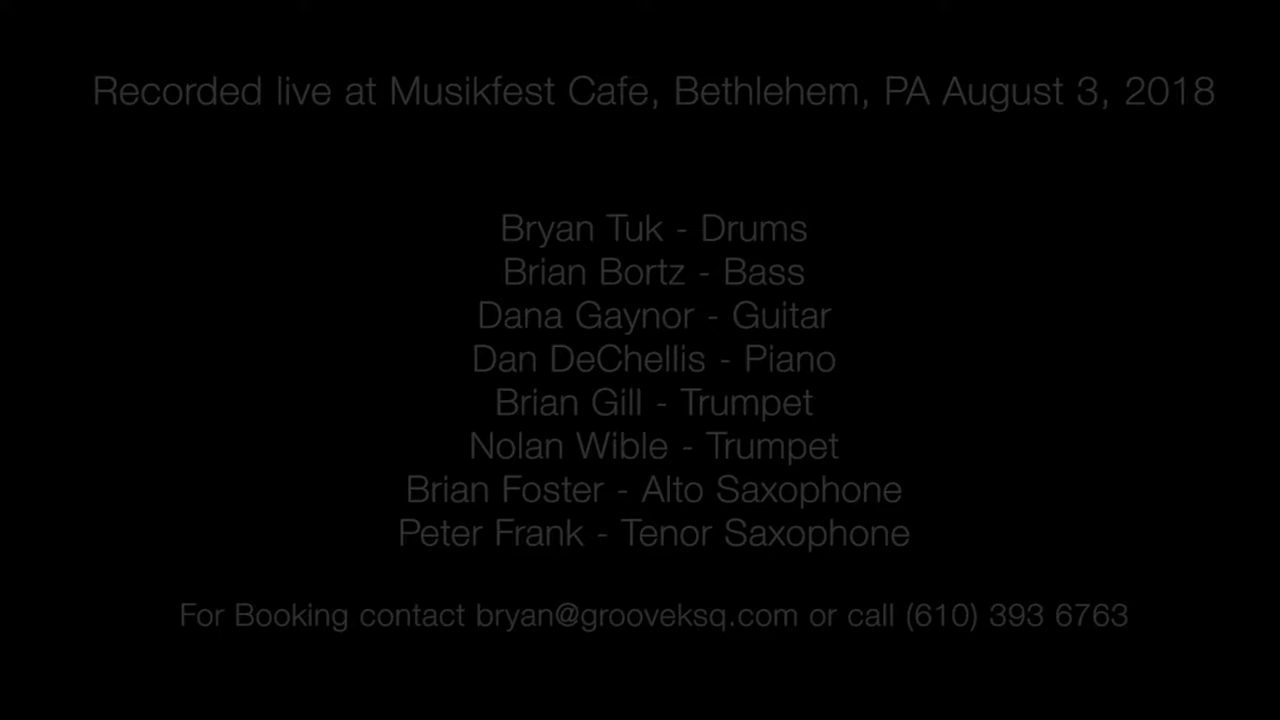 Recorded live at Musikfest Cafe, Bethlehem, PA August 3, 2018
Bryan Tuk - Drums
Brian Bortz - Bass
Dana Gaynor - Guitar
Dan DeChellis - Piano
Brian Gill - Trumpet
Nolan Wible - Trumpet
Brian Foster - Alto Saxophone
Peter Frank - Tenor Saxophone
For Booking contact bryan@grooveksq.com or call (610) 393 6763